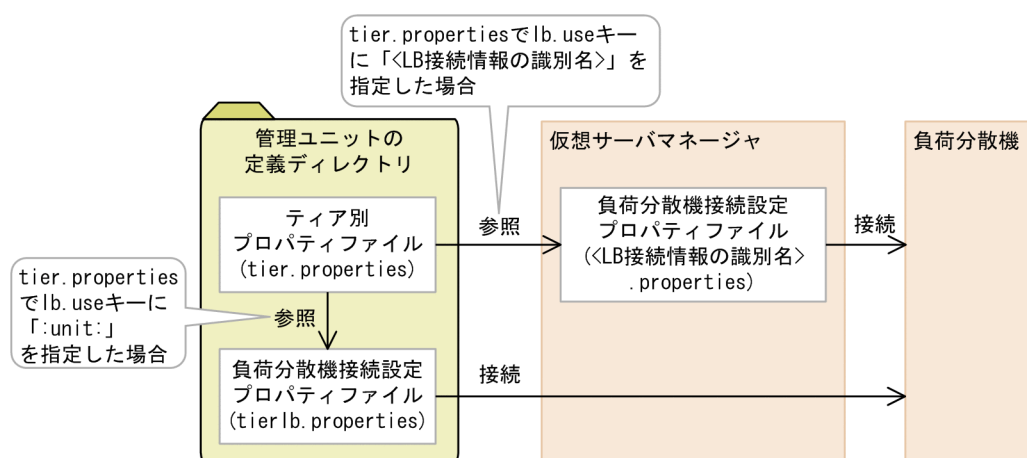 tier.propertiesでlb.useキー
に「<LB接続情報の識別名>」を
指定した場合
管理ユニットの
定義ディレクトリ
仮想サーバマネージャ
負荷分散機
ティア別
プロパティファイル
(tier.properties)
参照
負荷分散機接続設定
プロパティファイル
(<LB接続情報の識別名>
.properties)
接続
tier.properties
でlb.useキーに
「:unit:」
を指定した場合
参照
負荷分散機接続設定
プロパティファイル
(tierlb.properties)
接続